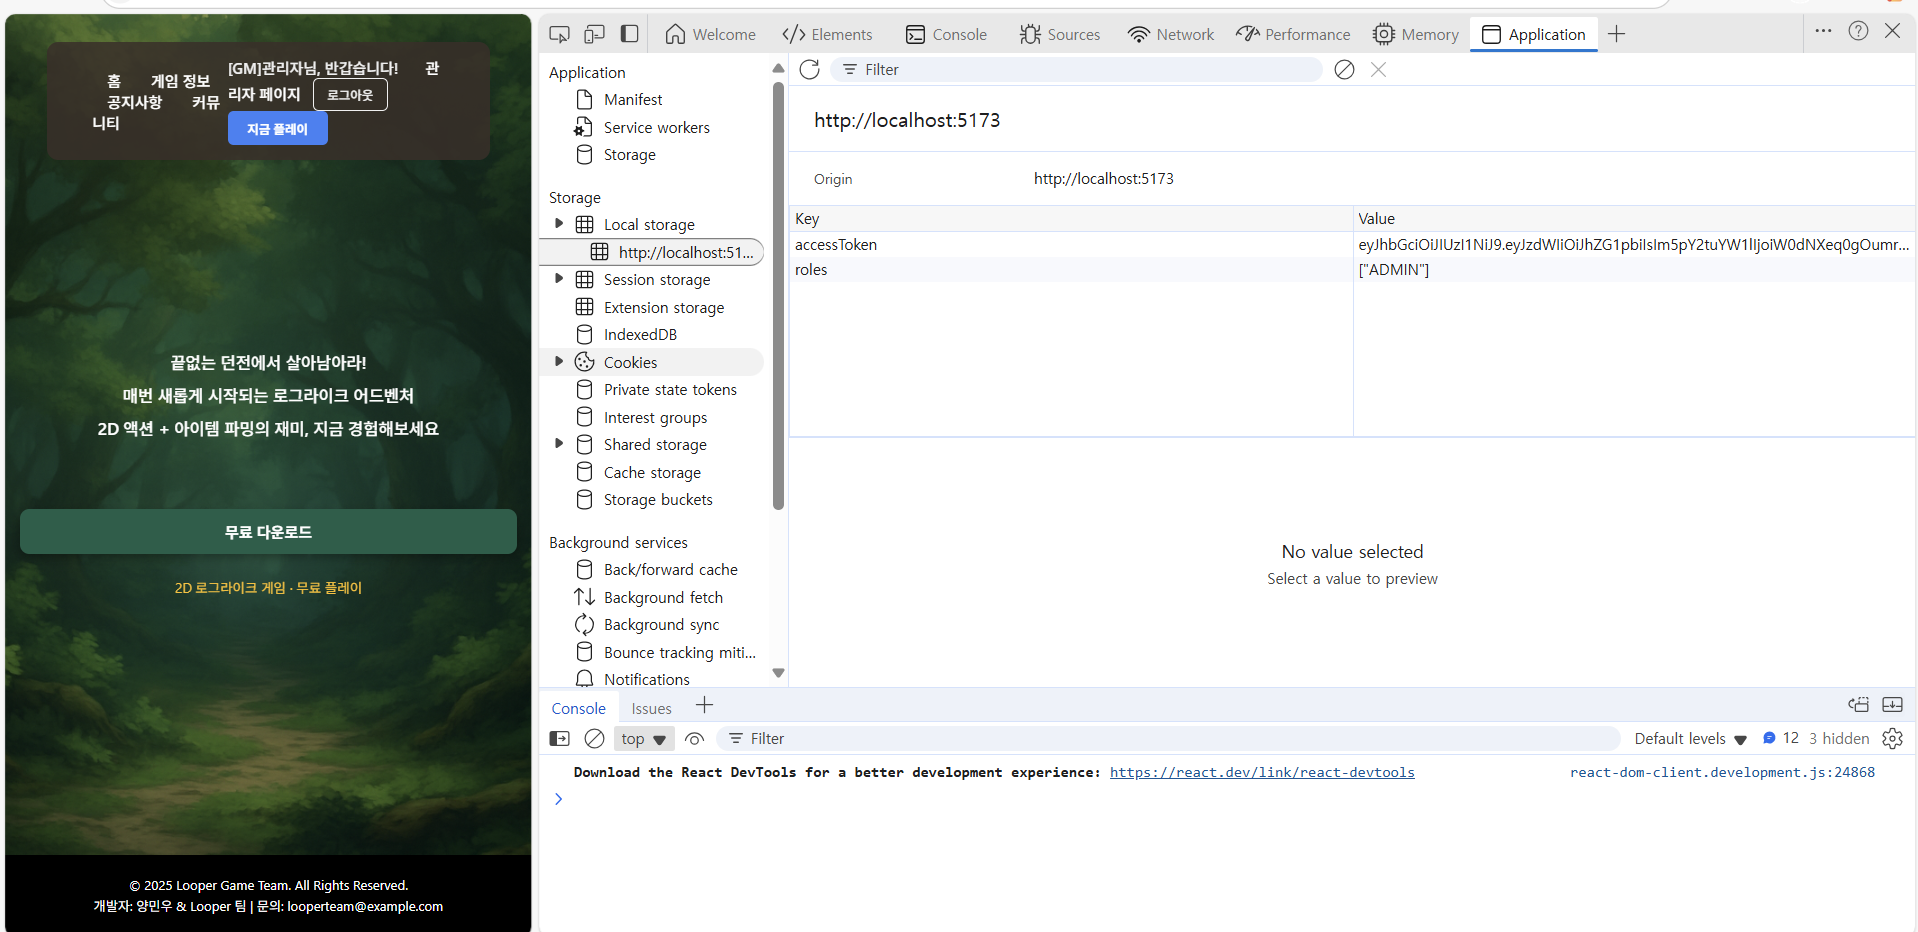 홈 게임 정보
공지사항 커뮤
니티
[GM]관리자님, 반갑습니다! 관
리자 페이지 로그아웃
지금 플레이
끝없는 던전에서 살아남아라!
매번 새롭게 시작되는 로그라이크 어드벤처
2D 액션 + 아이템 파밍의 재미, 지금 경험해보세요
무료 다운로드
2D 로그라이크 게임 · 무료 플레이
© 2025 Looper Game Team. All Rights Reserved.
개발자: 양민우 & Looper 팀 | 문의: looperteam@example.com
Welcome Elements Console Sources Network Performance Memory Application
Application
Manifest
Service workers
Storage
Storage
Local storage
http://localhost:51...
Session storage
Extension storage
IndexedDB
Cookies
Private state tokens
Interest groups
Shared storage
Cache storage
Storage buckets
Background services
Back/forward cache
Background fetch
Background sync
Bounce tracking miti...
Notifications
Filter
http://localhost:5173
Origin http://localhost:5173
Key Value
accessToken eyJhbGciOiJIUzI1NiJ9.eyJzdWIiOiJhZG1pbiIsIm5pY2tuYW1lIjoiW0dNXeq0gOumr...
roles ["ADMIN"]
No value selected
Select a value to preview
Console Issues
top Filter Default levels 12 3 hidden
Download the React DevTools for a better development experience: https://react.dev/link/react-devtools react-dom-client.development.js:24868